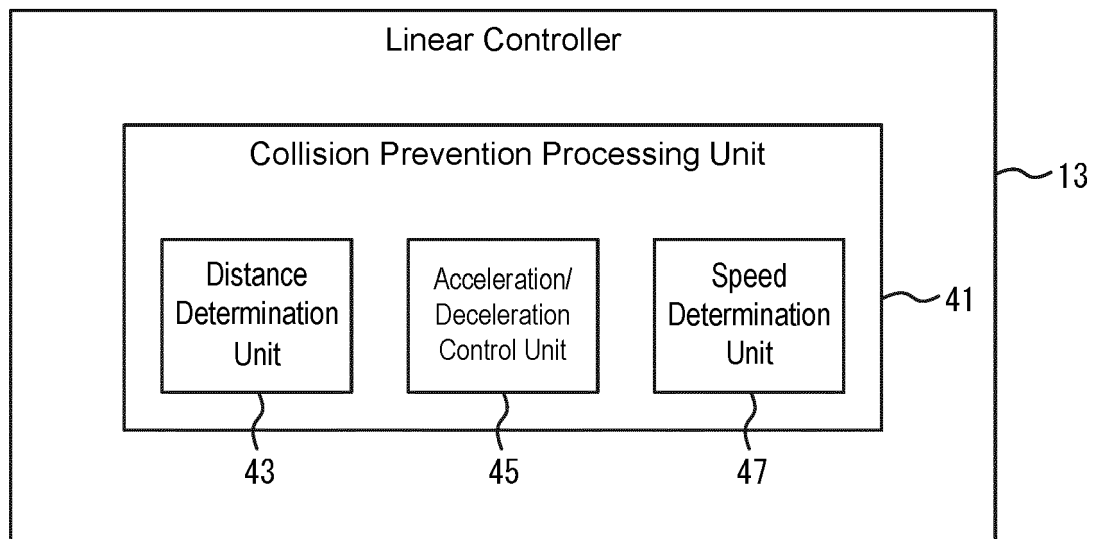 Linear Controller
Collision Prevention Processing Unit
Distance
Determination
Unit
Acceleration/
Deceleration
Control Unit
Speed
Determination
Unit
13
41
43
45
47